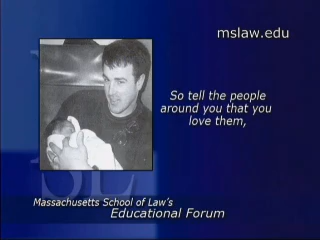 mslaw.edu
So tell the people
around you that you
love them,
Massachusetts School of Law's
Educational Forum